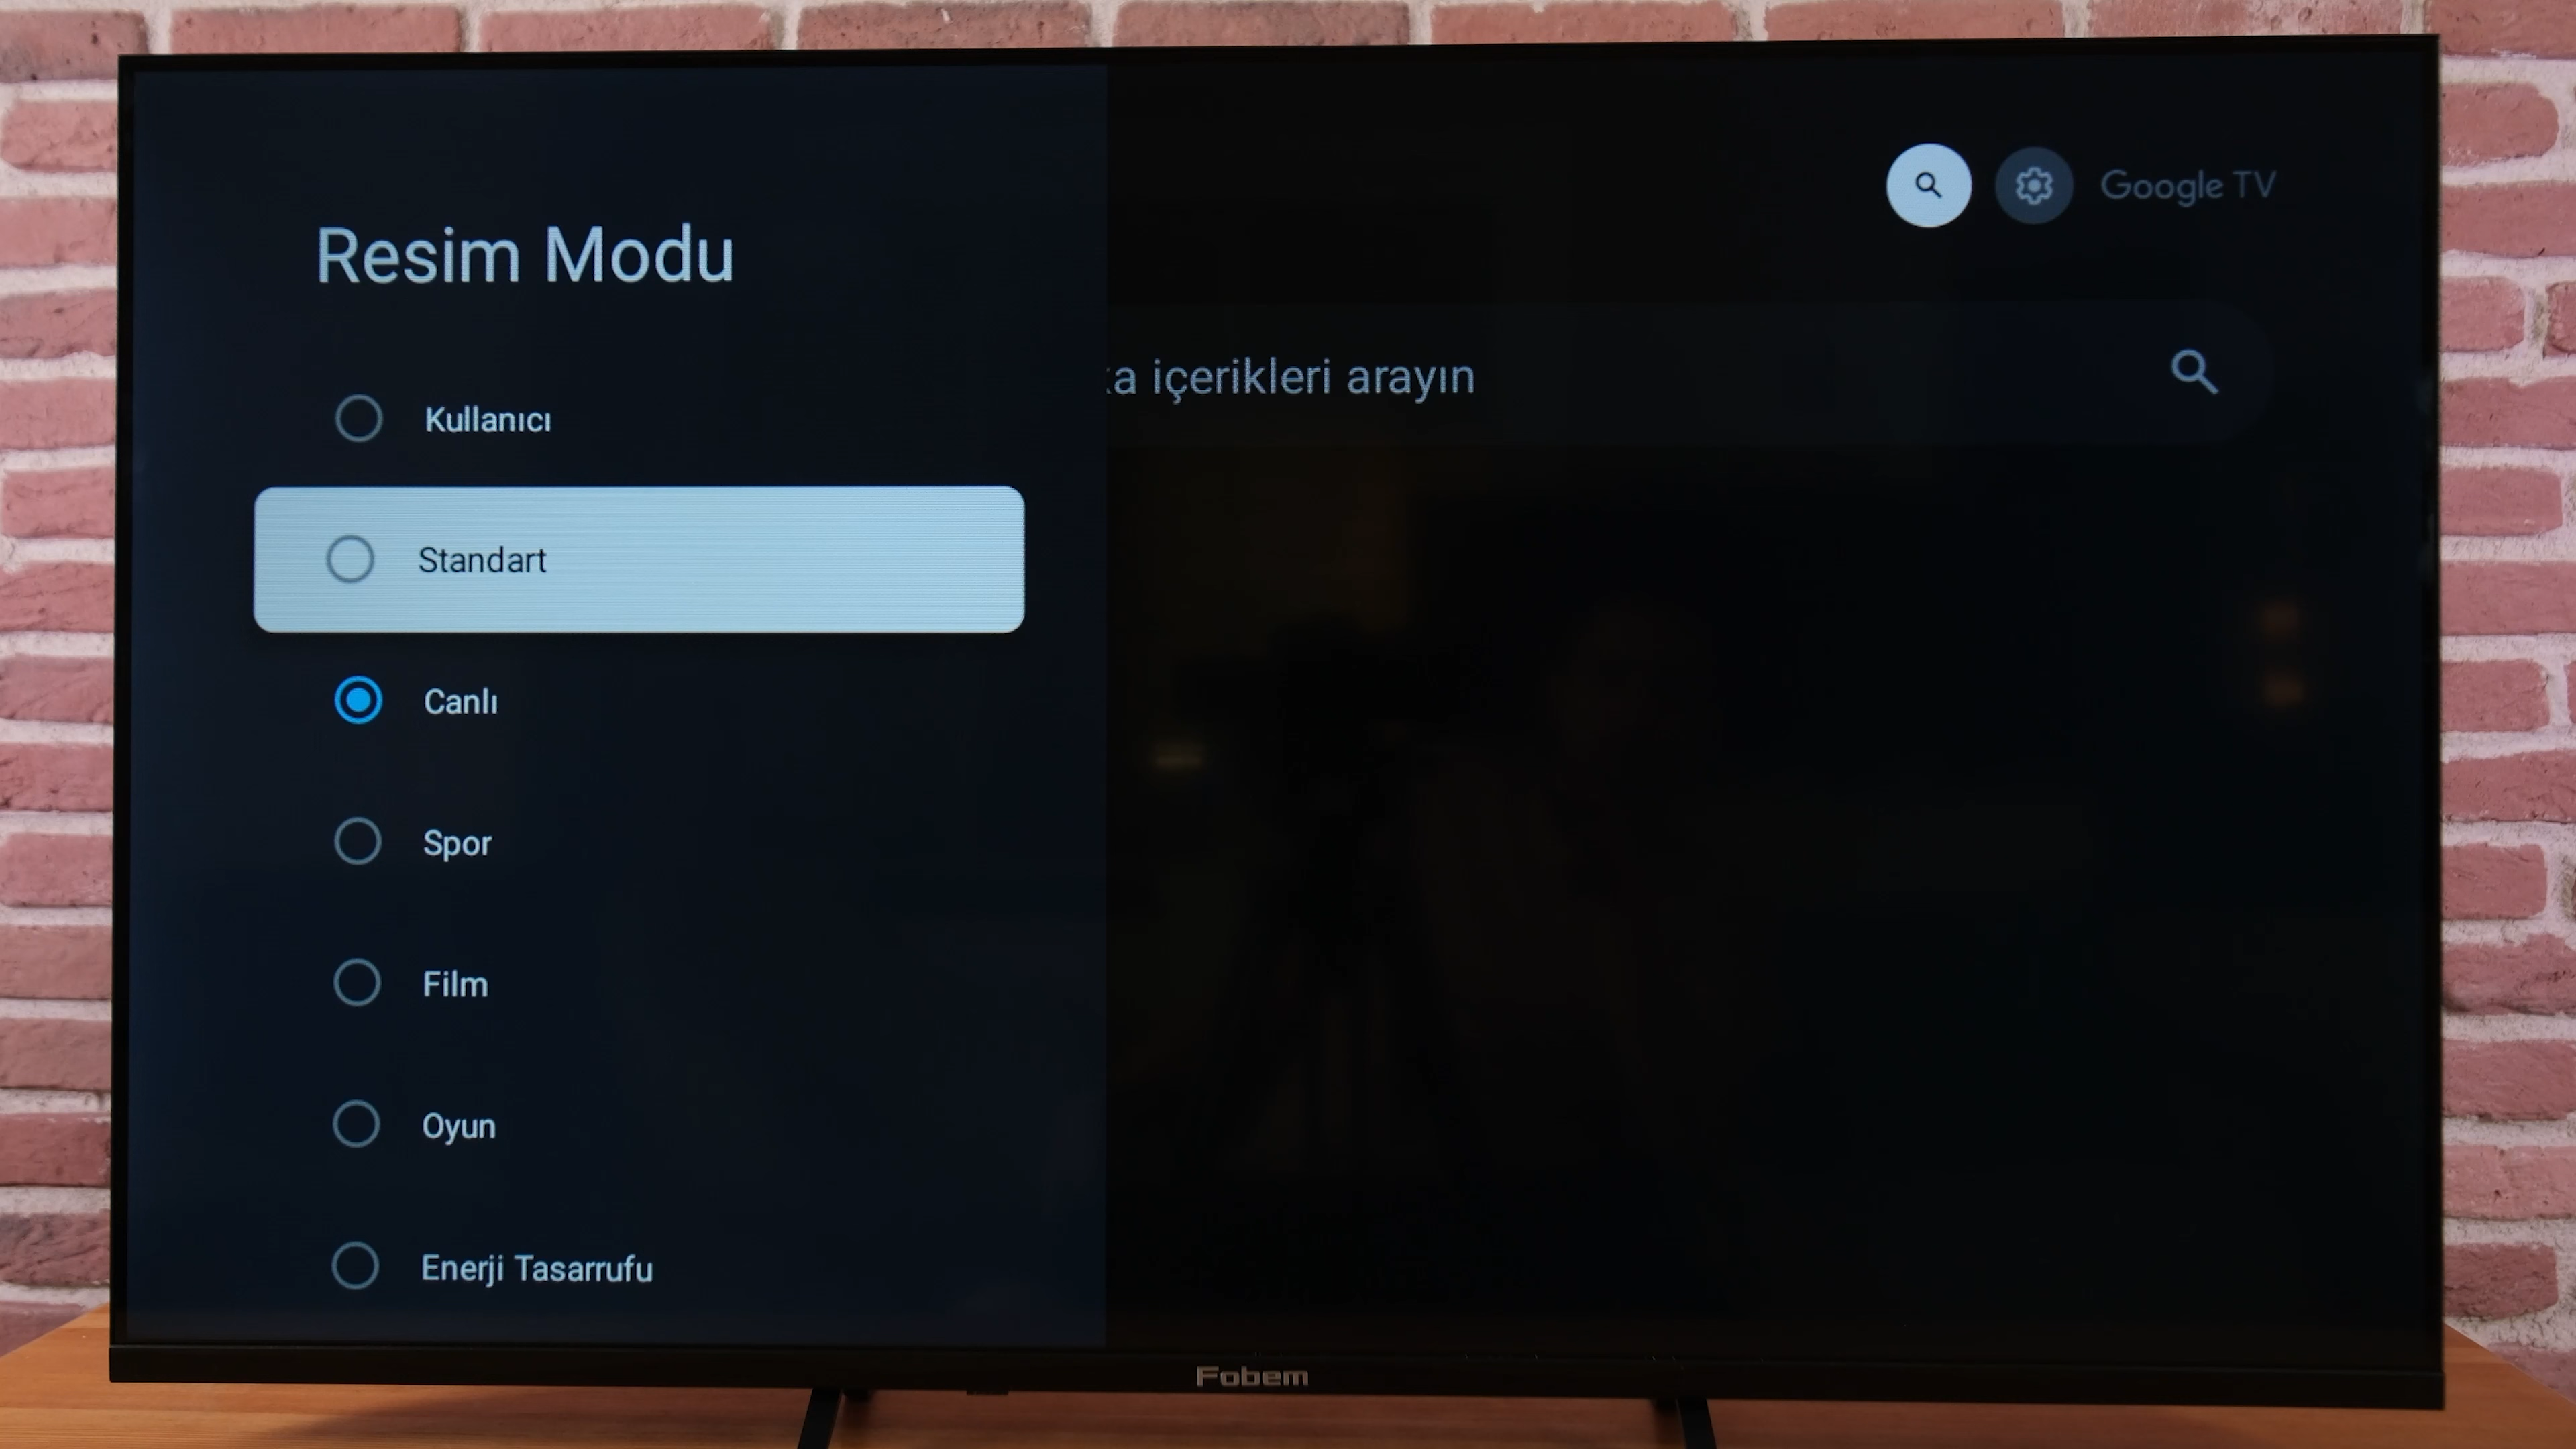 Resim Modu
Kullanıcı
Standart
Canlı
Spor
Film
Oyun
Enerji Tasarrufu
Google TV
içerikleri arayın
Fobem